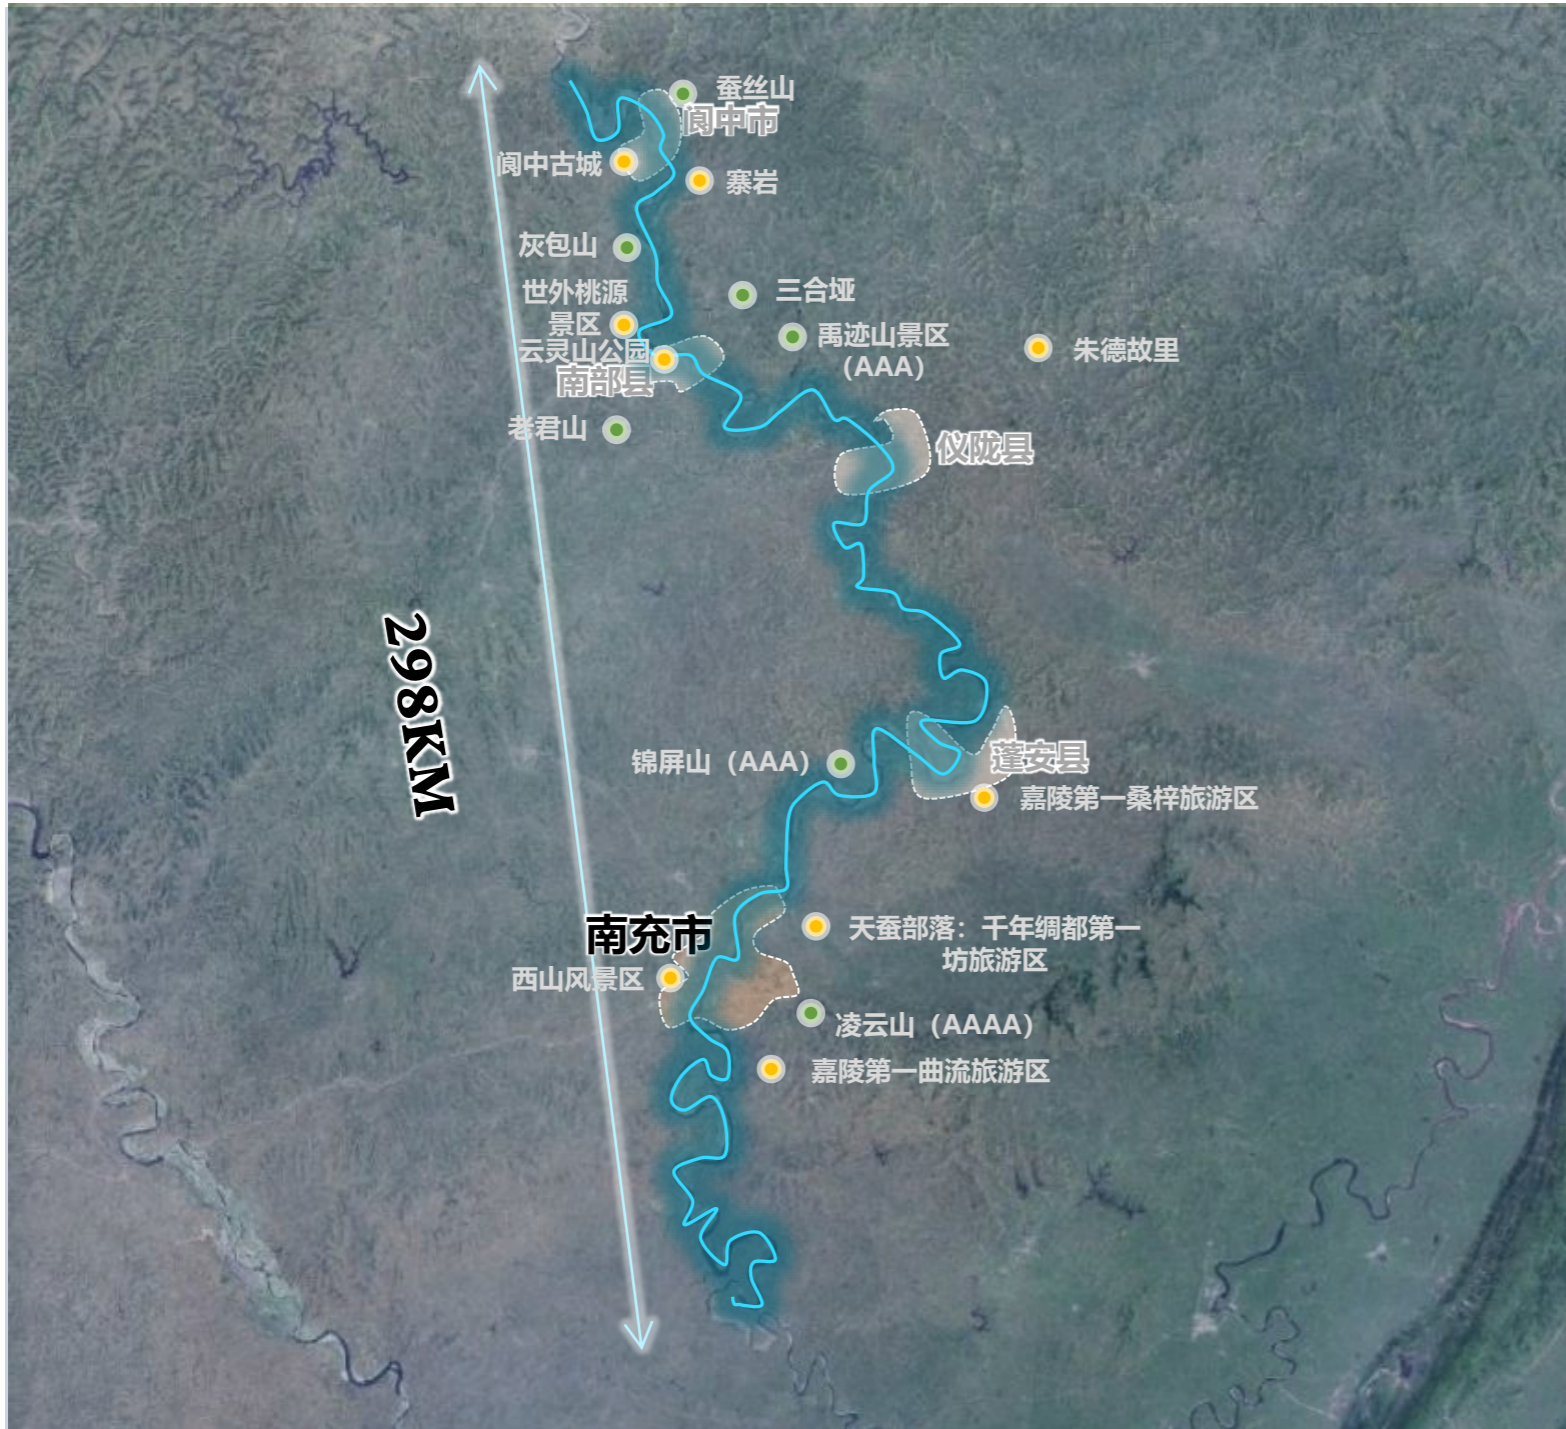 蚕丝山
阆中市
阆中古城
寨岩
灰包山
世外桃源
景区
三合垭
禹迹山景区
（AAA）
朱德故里
云灵山公园
南部县
老君山
仪陇县
298KM
锦屏山（AAA）
蓬安县
嘉陵第一桑梓旅游区
南充市
天蚕部落：千年绸都第一
坊旅游区
西山风景区
凌云山（AAAA）
嘉陵第一曲流旅游区